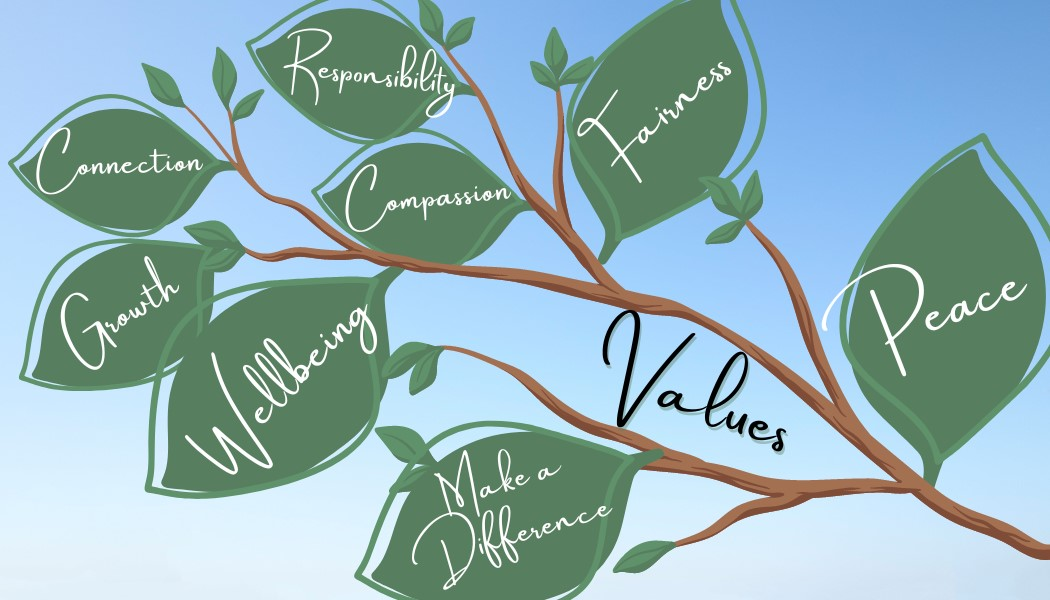 Responsibility
Fairness
Connection
Compassion
Growth
Wellbeing
Peace
Values
Make a
Difference